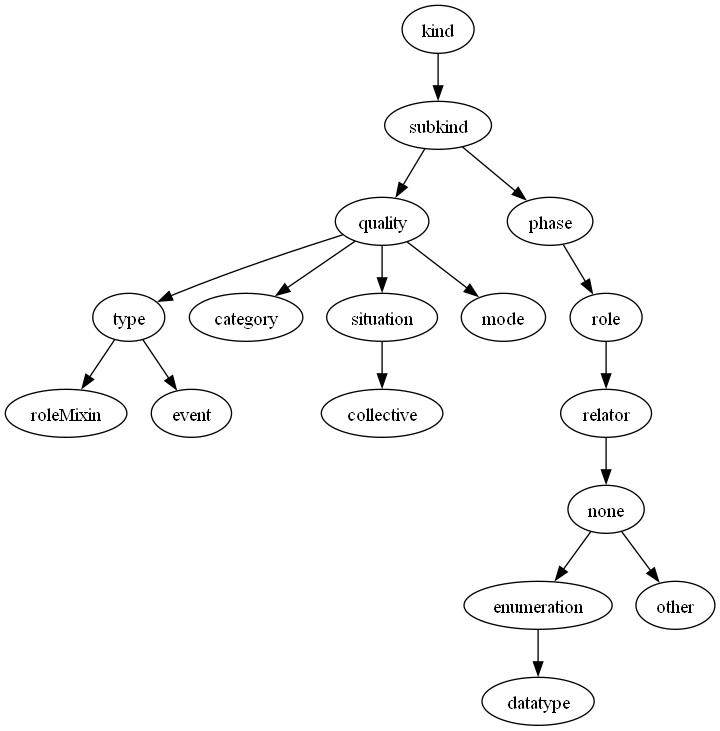 kind
subkind
quality
phase
type
category
situation
mode
role
roleMixin
event
collective
relator
none
enumeration
other
datatype